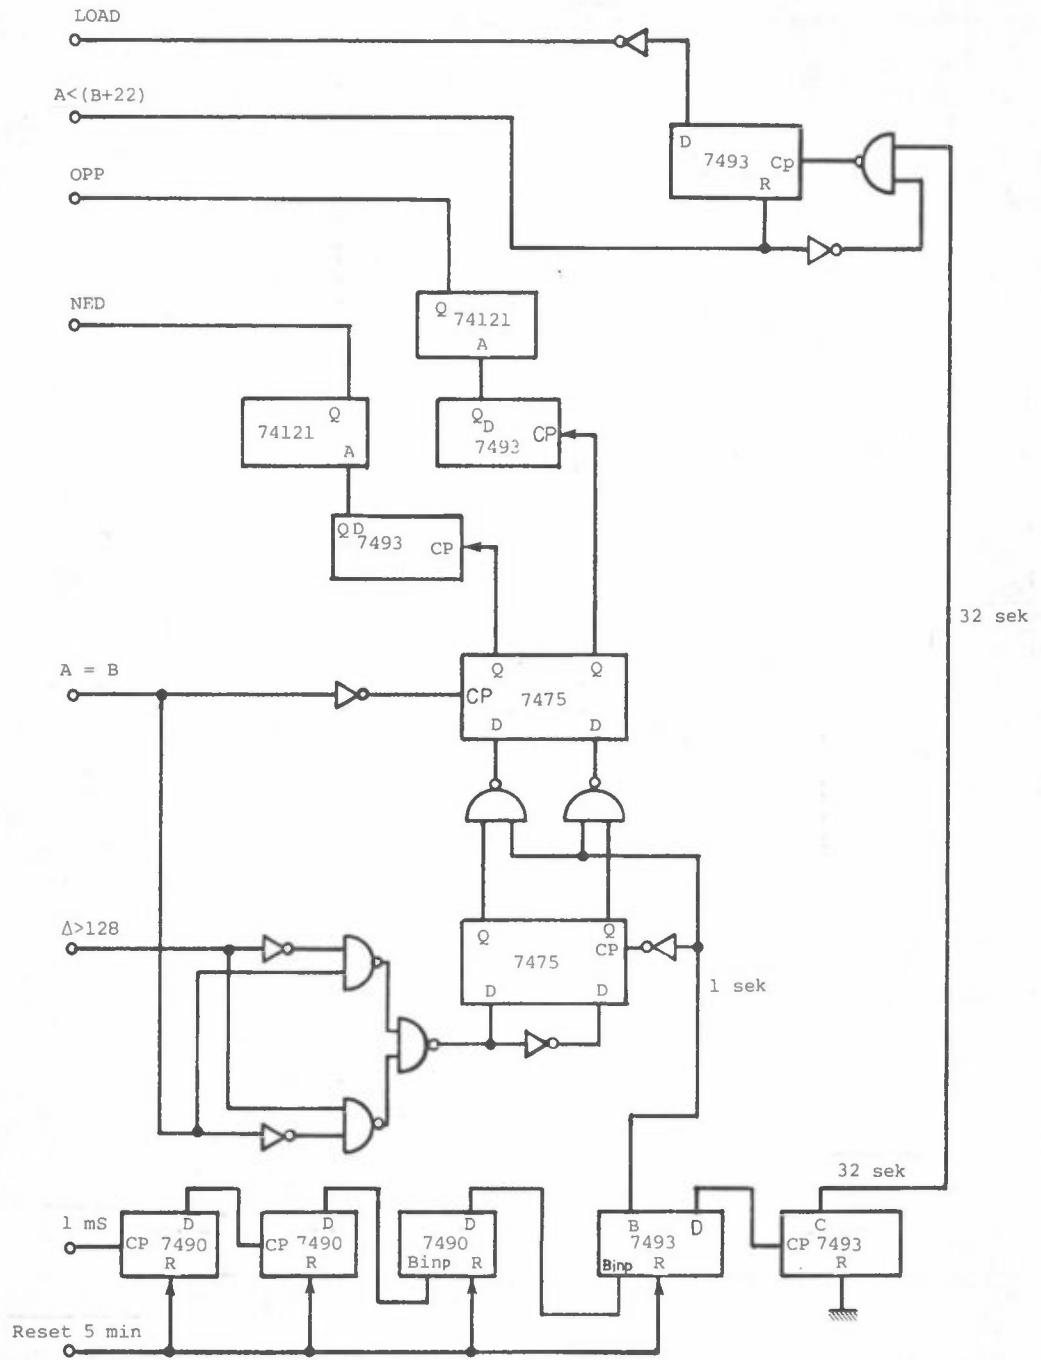 LOAD
A<(B+22)
D
7493 Cp
R
OPP
Q 74121
A
NED
Q
74121
A
Q D
7493
CP
QD
7493
CP
32 sek
A = B
Q Q
CP 7475
D D
Δ>128
Q Q
CP
7475
D D
1 sek
32 sek
1 mS
D
CP 7490
R
D
CP 7490
R
D
7490
Binp R
B D
7493
Binp R
C
CP 7493
R
Reset 5 min